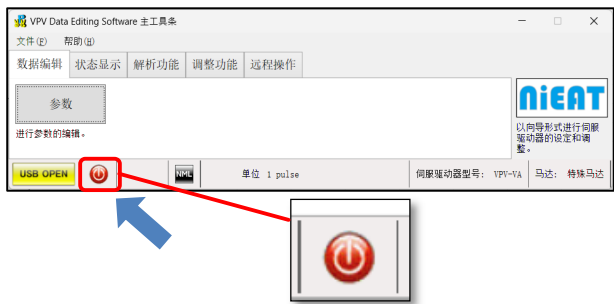 VPV Data Editing Software 主工具条
文件(F) 帮助(H)
数据编辑 状态显示 解析功能 调整功能 远程操作
参数
进行参数的编辑。
NiEAT
以向导形式进行伺服
驱动器的设定和调
整。
USB OPEN NML 单位 1 pulse 伺服驱动器型号: VPV-VA 马达: 特殊马达